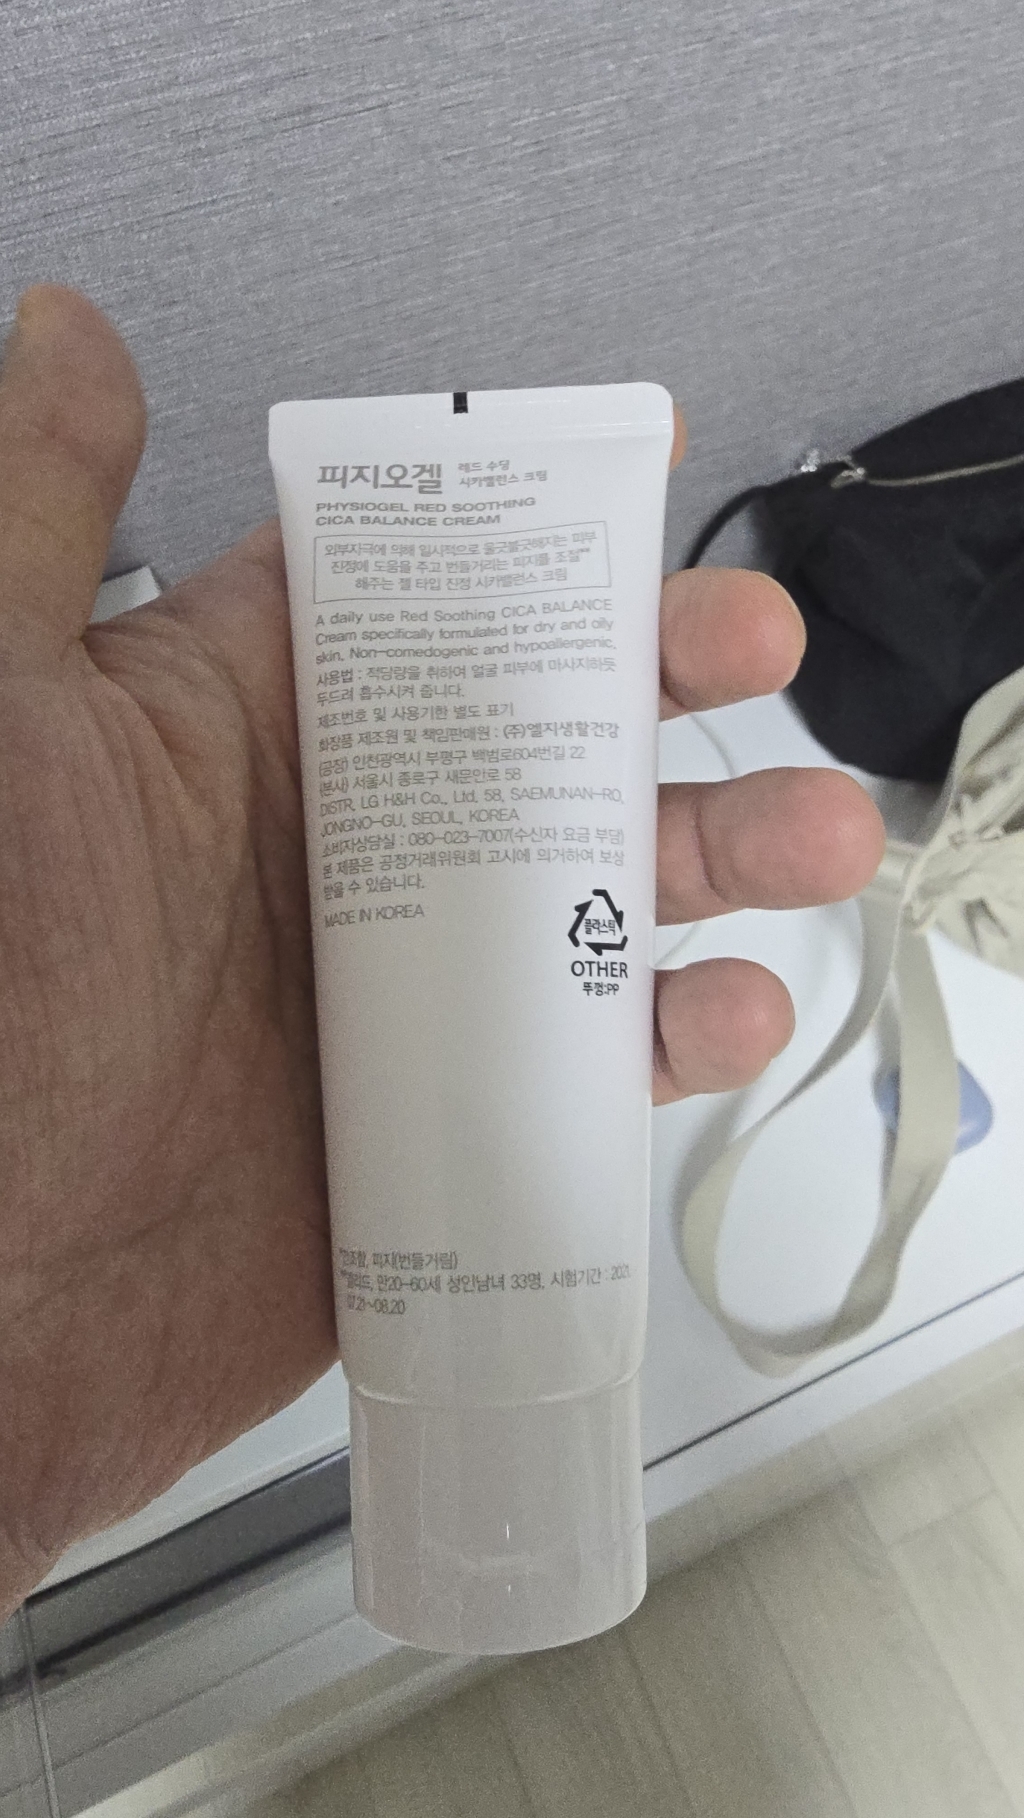 피지오겔 레드 수딩
시카밸런스 크림
PHYSIOGEL RED SOOTHING
CICA BALANCE CREAM
외부자극에 의해 일시적으로 울긋불긋해지는 피부
진정에 도움을 주고 번들거리는 피지를 조절**
해주는 젤 타입 진정 시카밸런스 크림
A daily use Red Soothing CICA BALANCE
Cream specifically formulated for dry and oily
skin. Non-comedogenic and hypoallergenic.
사용법 : 적당량을 취하여 얼굴 피부에 마사지하듯
두드려 흡수시켜 줍니다.
제조번호 및 사용기한 별도 표기
화장품 제조원 및 책임판매원 : (주)엘지생활건강
(공장) 인천광역시 부평구 백범로604번길 22
(본사) 서울시 종로구 새문안로 58
DISTR. LG H&H Co., Ltd. 58, SAEMUNAN-RO,
JONGNO-GU, SEOUL, KOREA
소비자상담실 : 080-023-7007(수신자 요금 부담)
본 제품은 공정거래위원회 고시에 의거하여 보상
받을 수 있습니다.
MADE IN KOREA
플라스틱
OTHER
뚜껑:PP
피지(번들거림)
만20-60세 성인남녀 33명, 시험기간 : 2021.
07.21~08.20